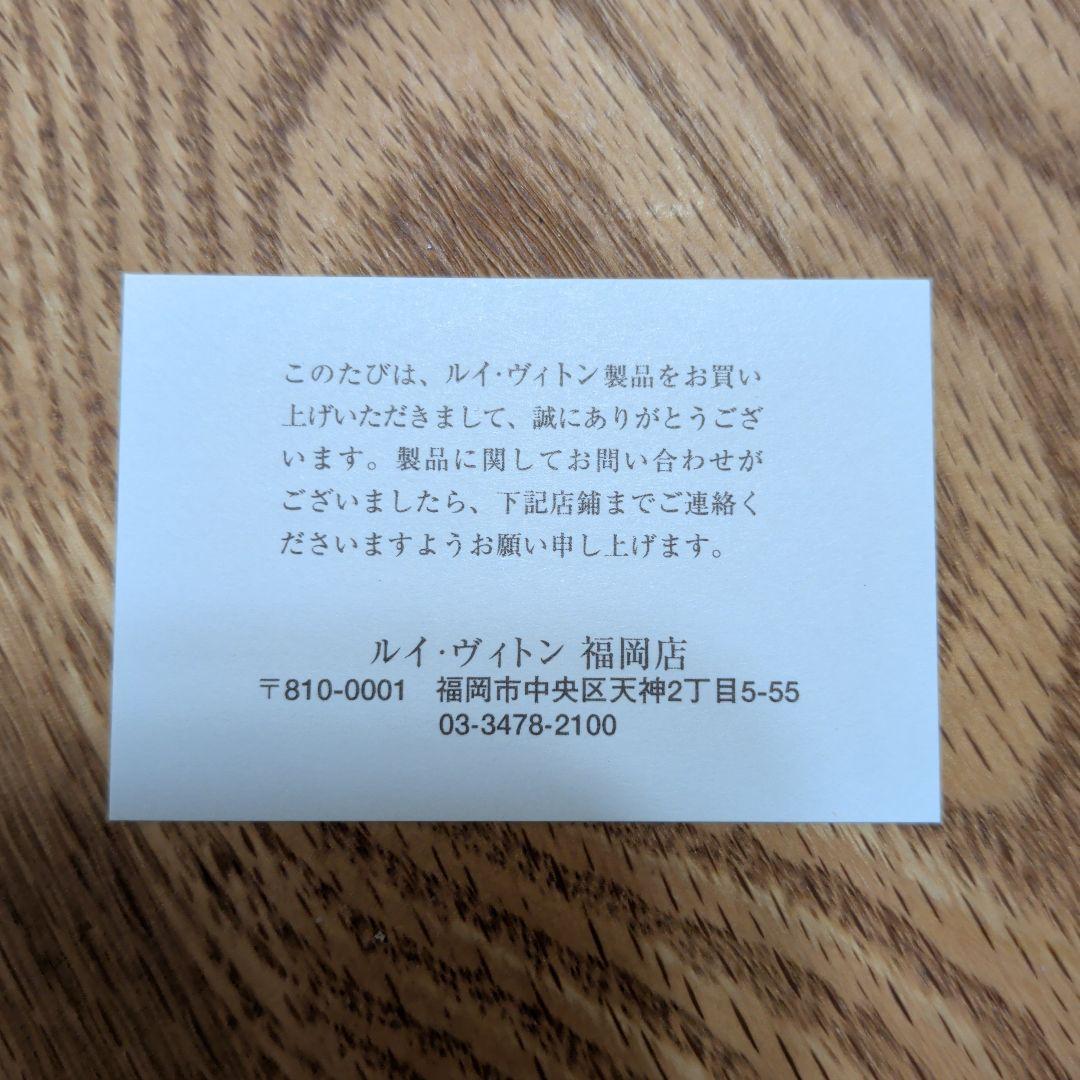 このたびは、ルイ・ヴィトン製品をお買い
上げいただきまして、誠にありがとうござ
います。製品に関してお問い合わせが
ございましたら、下記店鋪までご連絡く
ださいますようお願い申し上げます。
ルイ・ヴィトン 福岡店
〒810-0001 福岡市中央区天神2丁目5-55
03-3478-2100